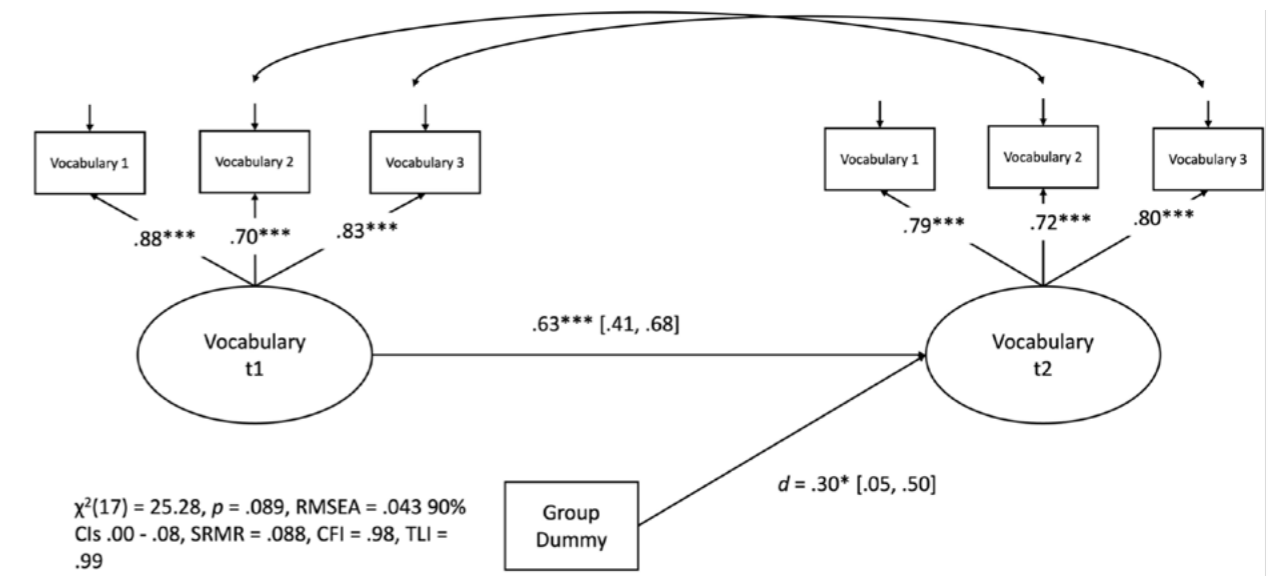 Vocabulary 1
Vocabulary 2
Vocabulary 3
Vocabulary 1
Vocabulary 2
Vocabulary 3
.88***
.70***
.83***
.79***
.72***
.80***
Vocabulary
t1
.63*** [.41, .68]
Vocabulary
t2
d = .30* [.05, .50]
χ²(17) = 25.28, p = .089, RMSEA = .043 90%
CIs .00 - .08, SRMR = .088, CFI = .98, TLI =
.99
Group
Dummy